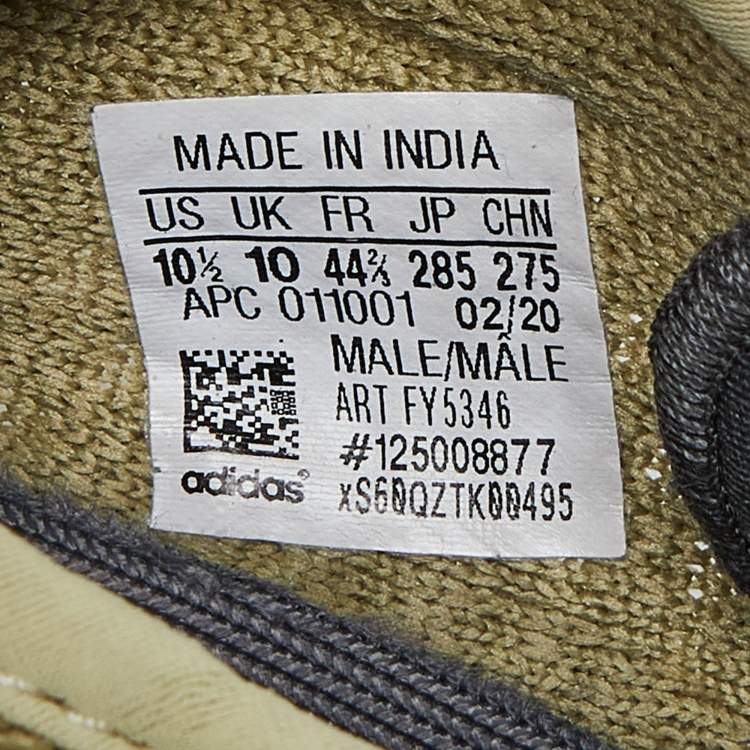 MADE IN INDIA
US UK FR JP CHN
10½ 10 44⅔ 285 275
APC 011001 02/20
MALE/MÂLE
ART FY5346
#125008877
adidas®
xS60QZTK00495